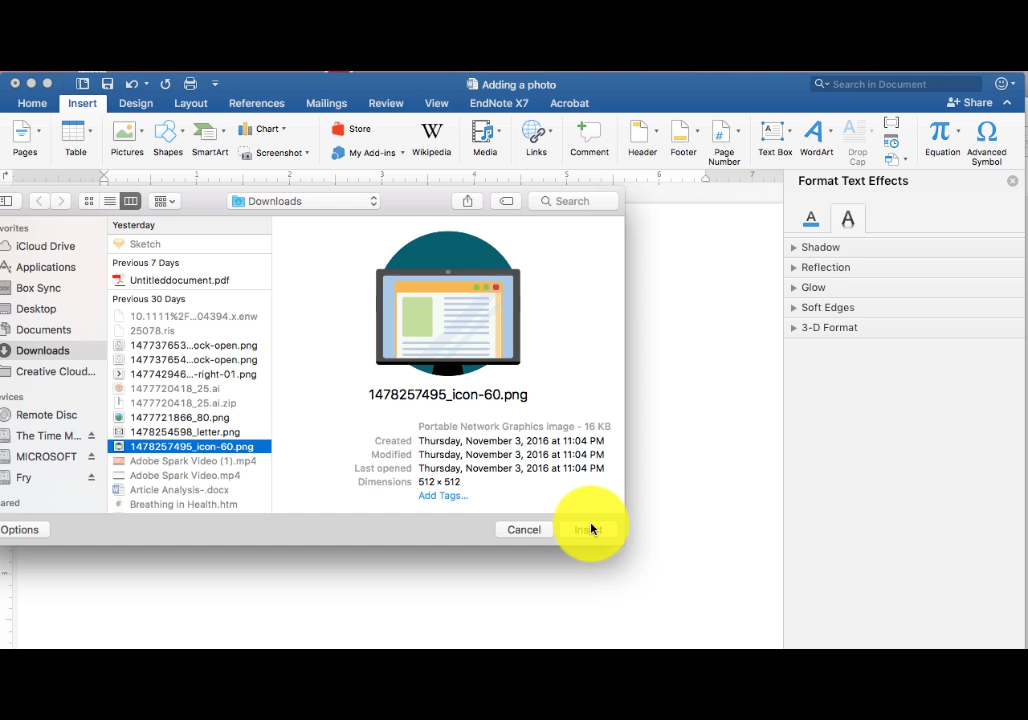 Adding a photo
Search in Document
Home Insert Design Layout References Mailings Review View EndNote X7 Acrobat
Share
Pages Table Pictures Shapes SmartArt
Chart
Screenshot
Store
My Add-ins
Wikipedia Media Links Comment Header Footer Page Number Text Box WordArt Drop Cap Equation Advanced Symbol
1 2 3 4 5 6 7
Format Text Effects
Downloads
Search
vorites
iCloud Drive
Applications
Box Sync
Desktop
Documents
Downloads
Creative Cloud...
evices
Remote Disc
The Time M...
MICROSOFT
Fry
ared
Yesterday
Sketch
Previous 7 Days
Untitleddocument.pdf
Previous 30 Days
10.1111%2F...04394.x.enw
25078.ris
147737653...ock-open.png
147737654...ock-open.png
147742946...-right-01.png
1477720418_25.ai
1477720418_25.ai.zip
1477721866_80.png
1478254598_letter.png
1478257495_icon-60.png
Adobe Spark Video (1).mp4
Adobe Spark Video.mp4
Article Analysis-.docx
Breathing in Health.htm
1478257495_icon-60.png
Portable Network Graphics image - 16 KB
Created Thursday, November 3, 2016 at 11:04 PM
Modified Thursday, November 3, 2016 at 11:04 PM
Last opened Thursday, November 3, 2016 at 11:04 PM
Dimensions 512 × 512
Add Tags...
Options
Cancel
Insert
Shadow
Reflection
Glow
Soft Edges
3-D Format